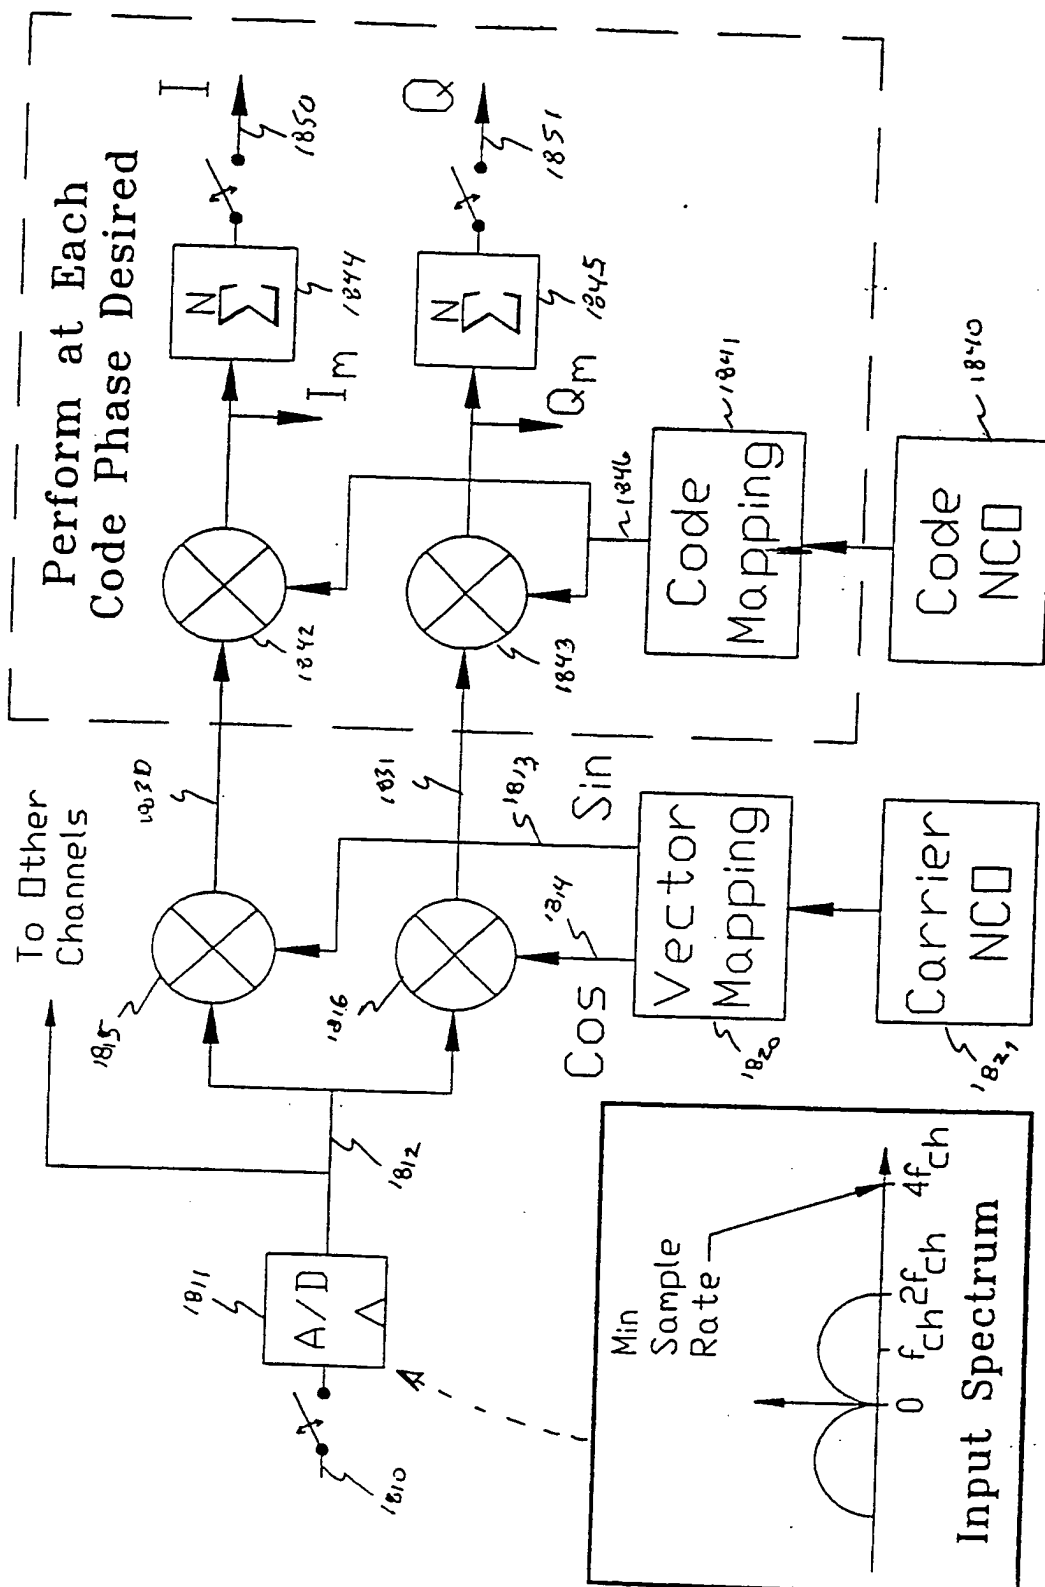 Perform at Each
Code Phase Desired
To Other
Channels
I
1850
Q
1851
N
Σ
1844
N
Σ
1845
Im
Qm
1842
1843
1846
Code
Mapping
1841
Code
NCO
1840
1831
1813
Sin
1814
Cos
1815
1816
Vector
Mapping
1820
Carrier
NCO
1821
1812
A/D
1811
1810
Min
Sample
Rate
0
fch
2fch
4fch
Input Spectrum